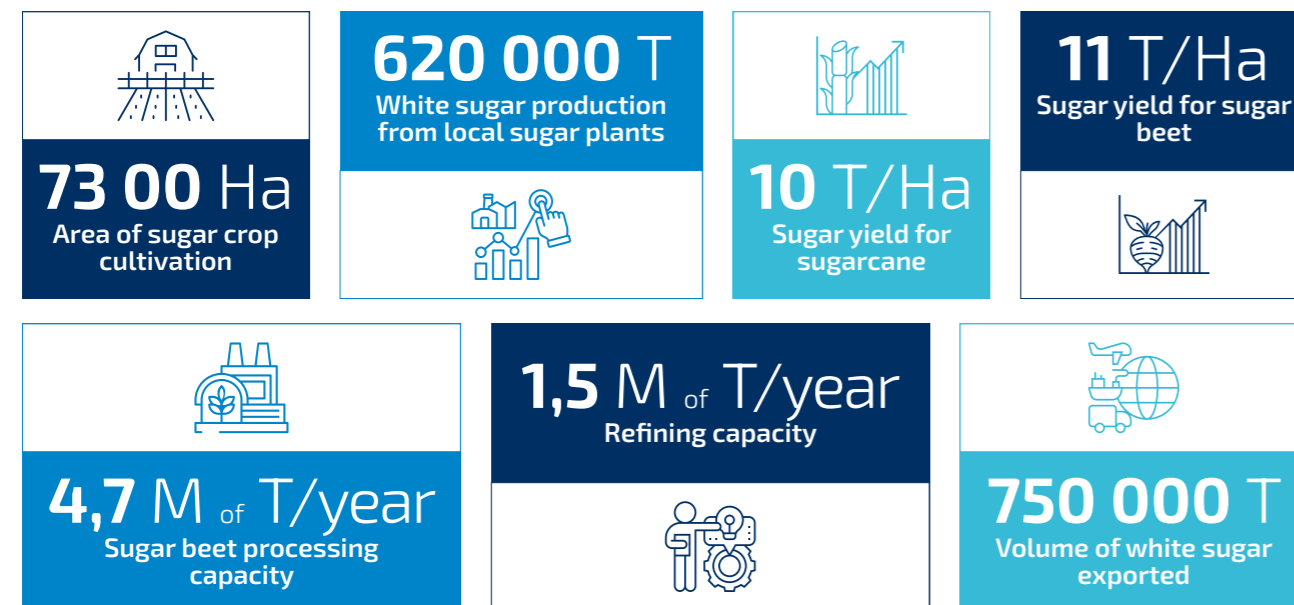 73 00 Ha
Area of sugar crop
cultivation
620 000 T
White sugar production
from local sugar plants
10 T/Ha
Sugar yield for
sugarcane
11 T/Ha
Sugar yield for sugar
beet
4,7 M of T/year
Sugar beet processing
capacity
1,5 M of T/year
Refining capacity
750 000 T
Volume of white sugar
exported